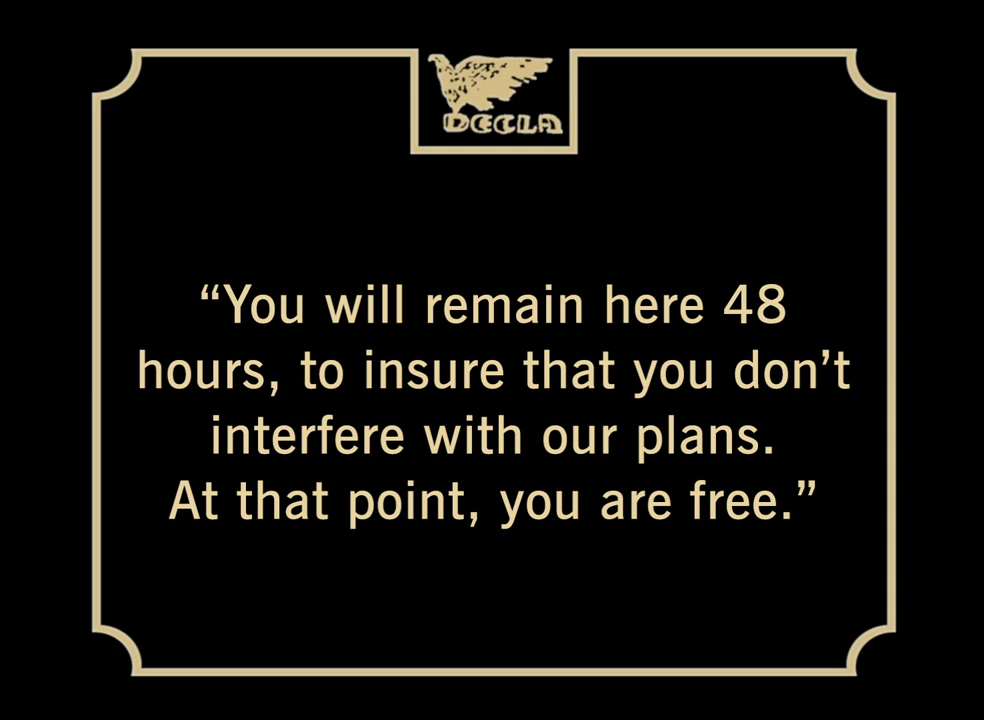 DECLA
“You will remain here 48
hours, to insure that you don’t
interfere with our plans.
At that point, you are free.”